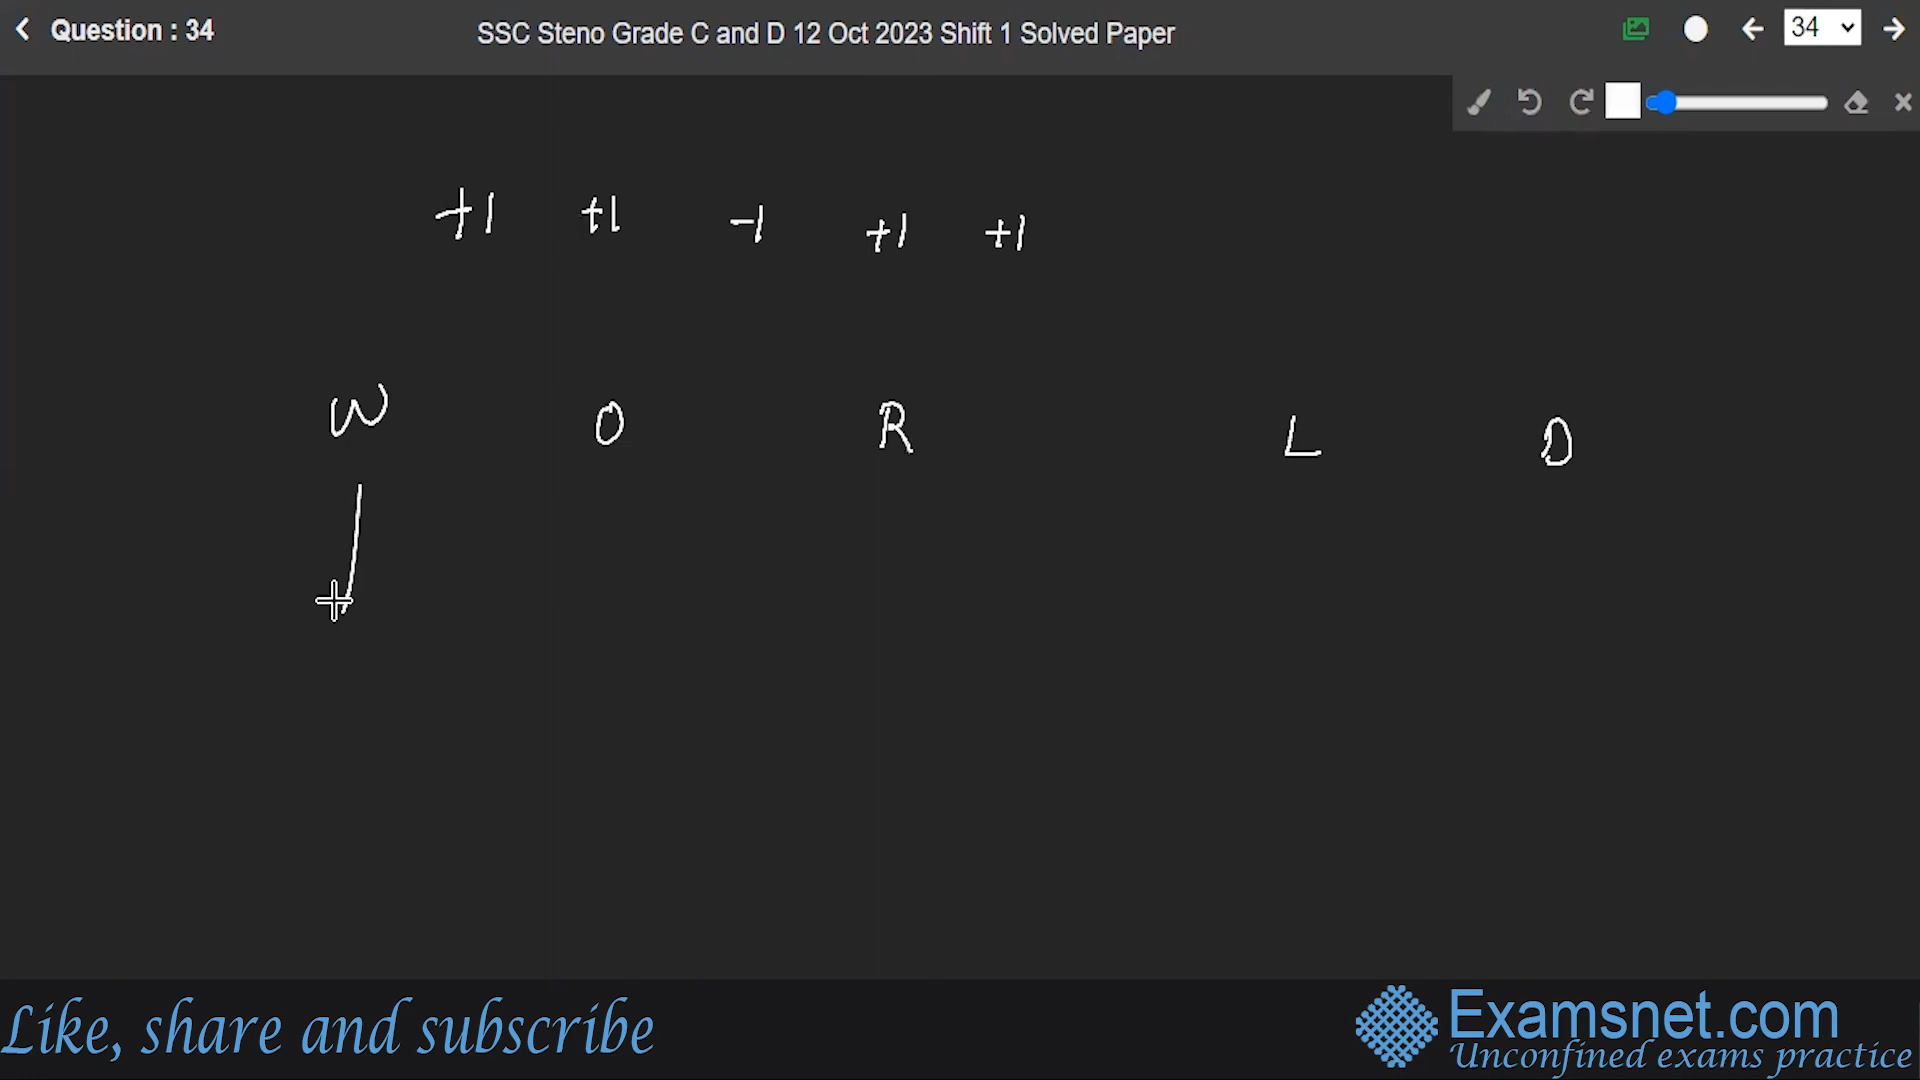 Question : 34
SSC Steno Grade C and D 12 Oct 2023 Shift 1 Solved Paper
34
+1 +1 -1 +1 +1
W O R L D
Like, share and subscribe
Examsnet.com
Unconfined exams practice